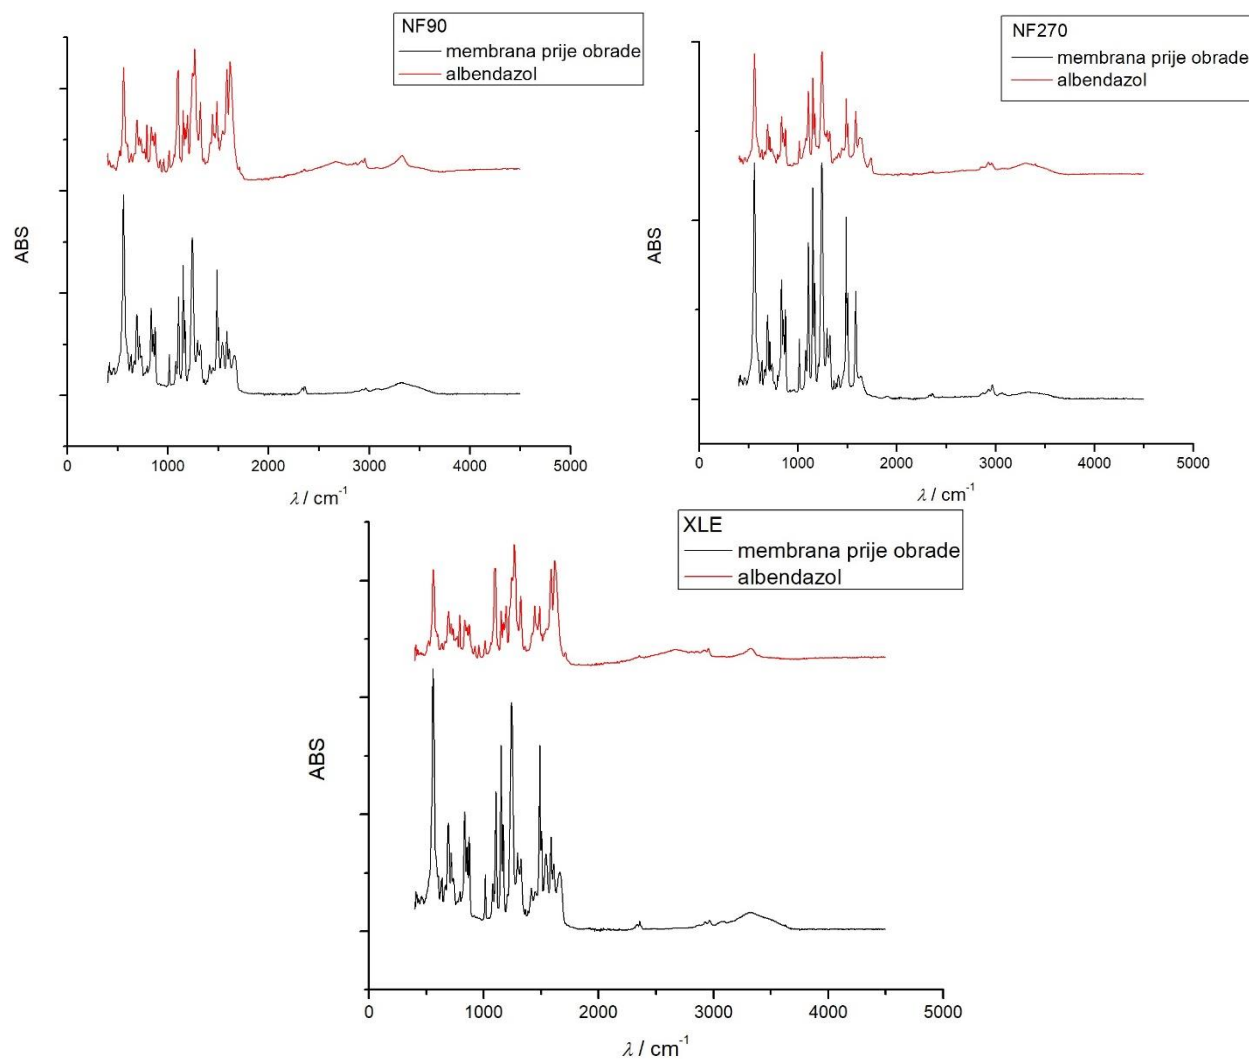 NF90
membrana prije obrade
albendazol
ABS
0 1000 2000 3000 4000 5000
λ / cm⁻¹
NF270
membrana prije obrade
albendazol
ABS
0 1000 2000 3000 4000 5000
λ / cm⁻¹
XLE
membrana prije obrade
albendazol
ABS
0 1000 2000 3000 4000 5000
λ / cm⁻¹